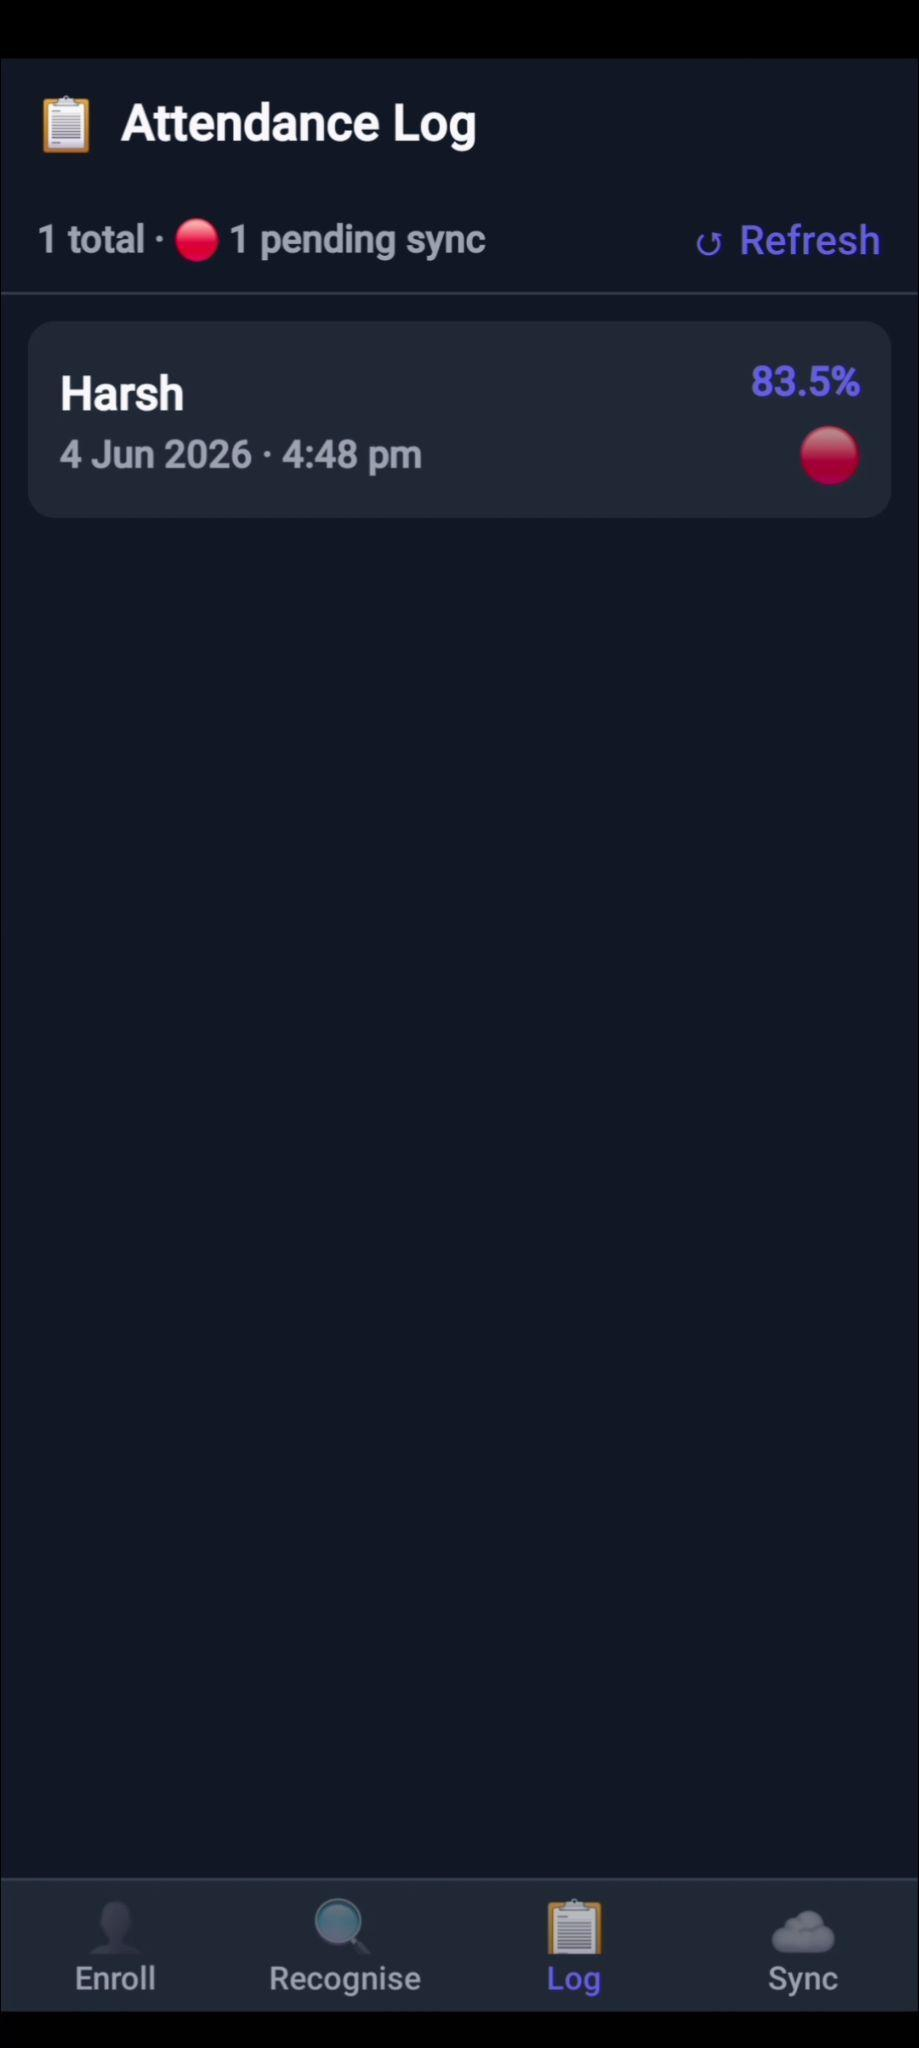 Attendance Log
1 total · 🔴 1 pending sync
↺ Refresh
Harsh
83.5%
4 Jun 2026 · 4:48 pm
Enroll
Recognise
Log
Sync